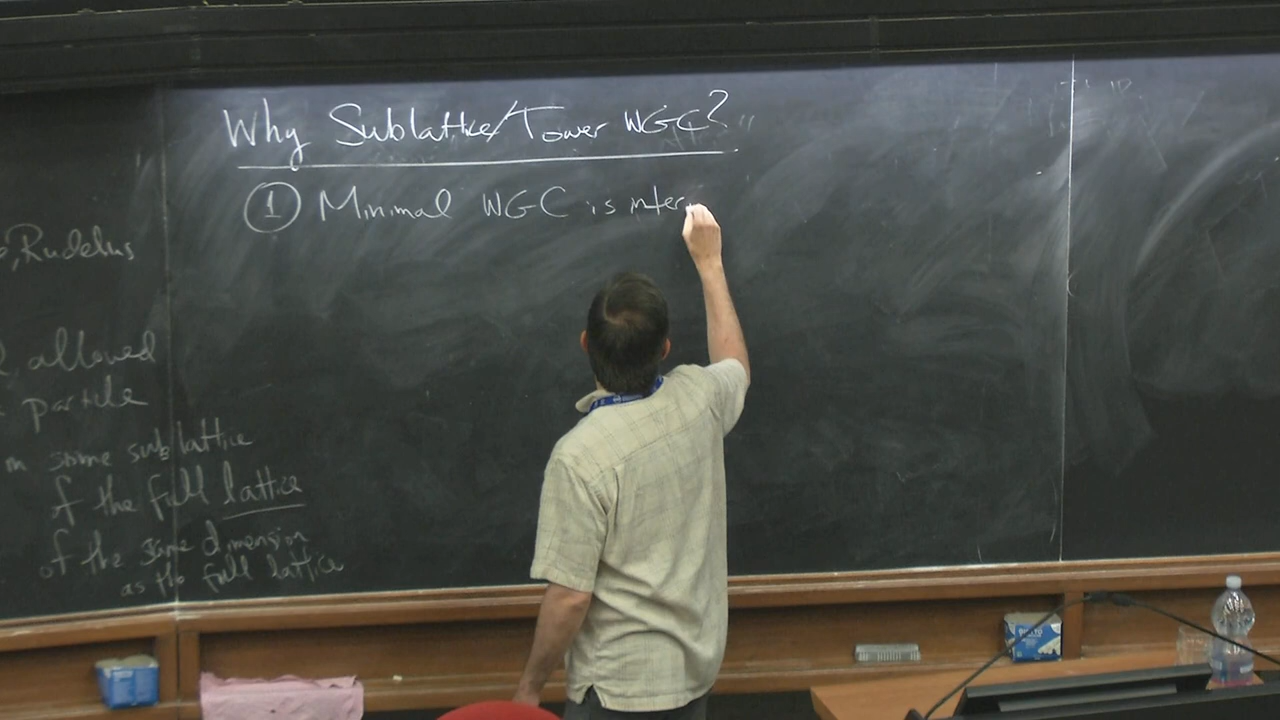 Why Sublattice/Tower WGC?
① Minimal WGC is inter
, Rudelius
allowed
particle
in some sublattice
of the full lattice
of the same dimension
as the full lattice